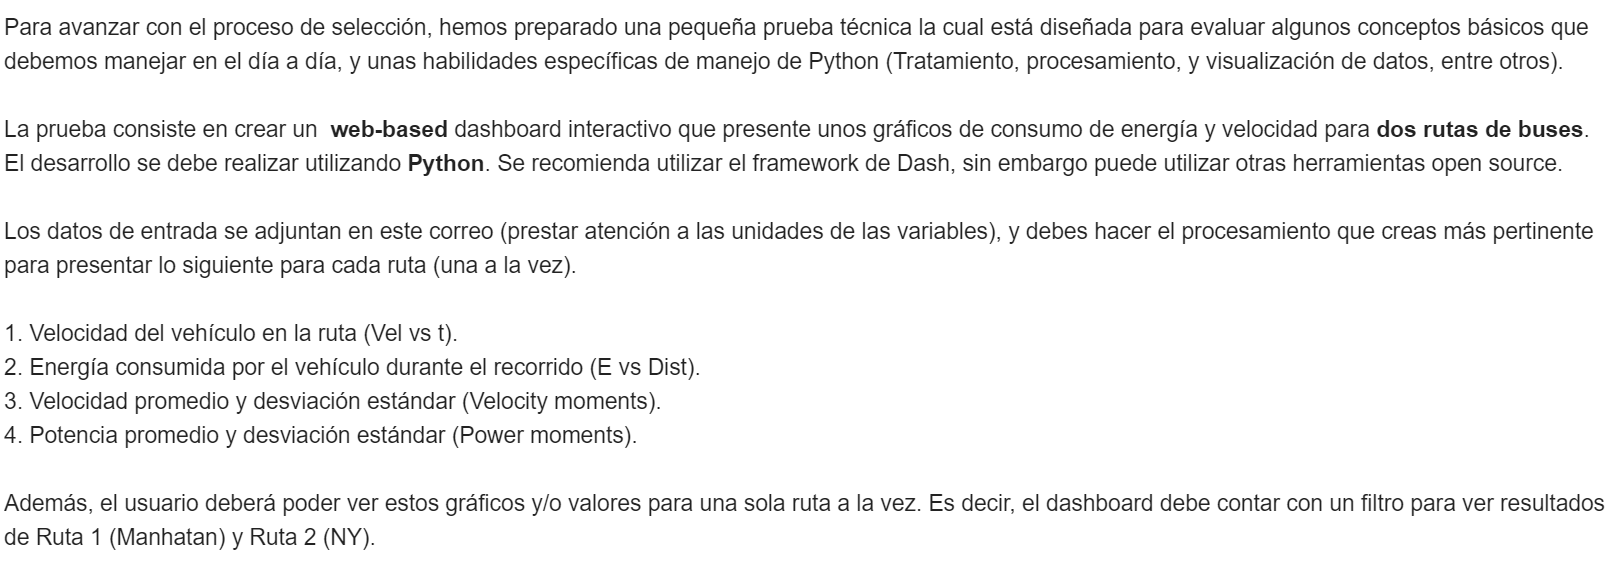 Para avanzar con el proceso de selección, hemos preparado una pequeña prueba técnica la cual está diseñada para evaluar algunos conceptos básicos que
debemos manejar en el día a día, y unas habilidades específicas de manejo de Python (Tratamiento, procesamiento, y visualización de datos, entre otros).
La prueba consiste en crear un web-based dashboard interactivo que presente unos gráficos de consumo de energía y velocidad para dos rutas de buses.
El desarrollo se debe realizar utilizando Python. Se recomienda utilizar el framework de Dash, sin embargo puede utilizar otras herramientas open source.
Los datos de entrada se adjuntan en este correo (prestar atención a las unidades de las variables), y debes hacer el procesamiento que creas más pertinente
para presentar lo siguiente para cada ruta (una a la vez).
1. Velocidad del vehículo en la ruta (Vel vs t).
2. Energía consumida por el vehículo durante el recorrido (E vs Dist).
3. Velocidad promedio y desviación estándar (Velocity moments).
4. Potencia promedio y desviación estándar (Power moments).
Además, el usuario deberá poder ver estos gráficos y/o valores para una sola ruta a la vez. Es decir, el dashboard debe contar con un filtro para ver resultados
de Ruta 1 (Manhatan) y Ruta 2 (NY).